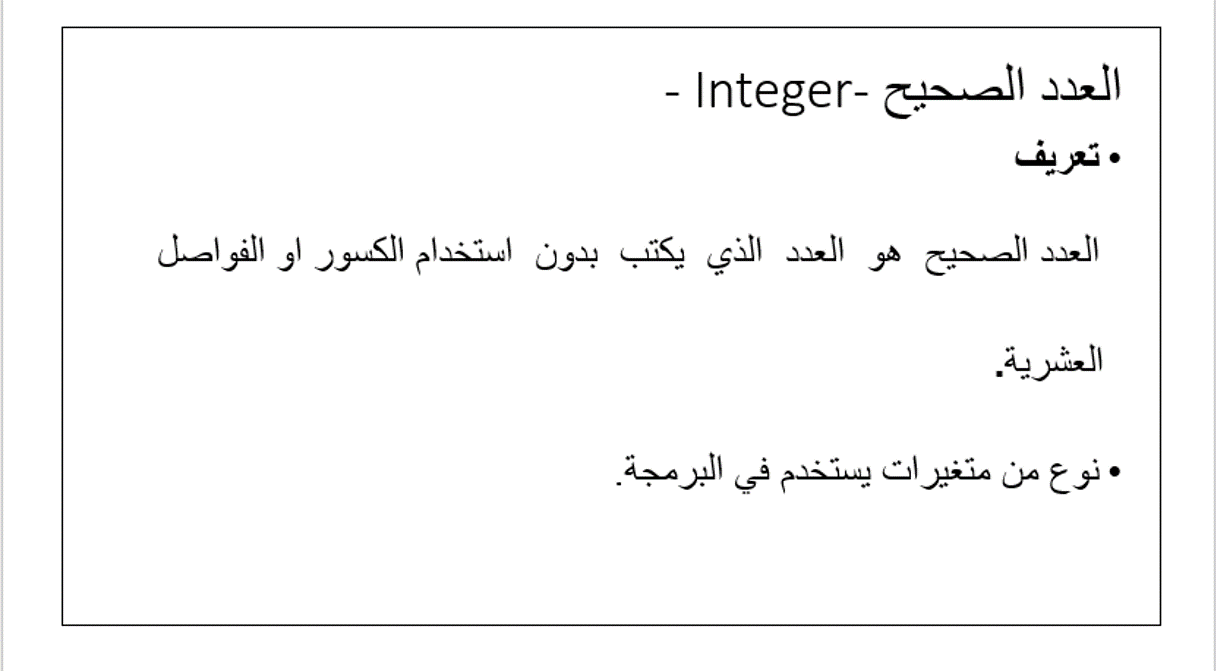 العدد الصحيح -Integer -
• تعريف
العدد الصحيح هو العدد الذي يكتب بدون استخدام الكسور او الفواصل
العشرية.
• نوع من متغيرات يستخدم في البرمجة.